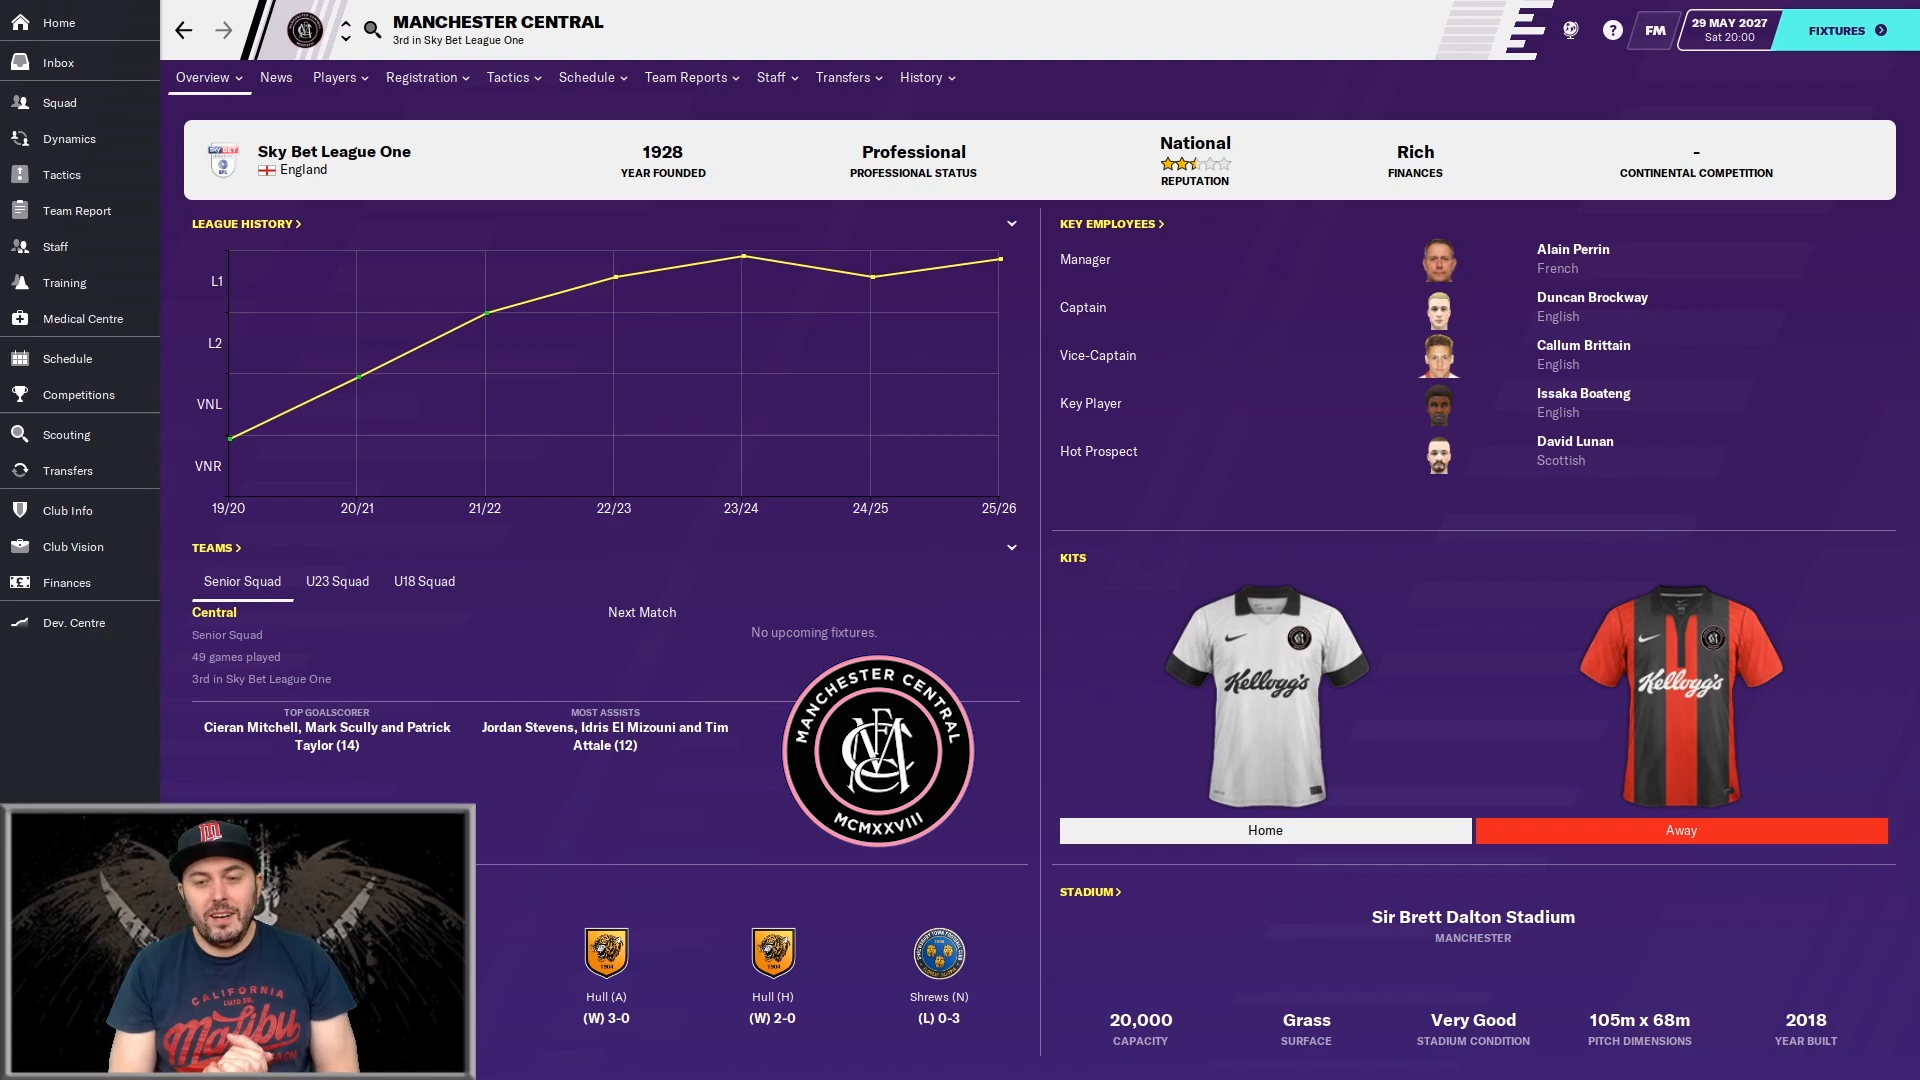 Home
Inbox
Squad
Dynamics
Tactics
Team Report
Staff
Training
Medical Centre
Schedule
Competitions
Scouting
Transfers
Club Info
Club Vision
Finances
Dev. Centre
MANCHESTER CENTRAL
3rd in Sky Bet League One
FM
29 MAY 2027
Sat 20:00
FIXTURES
Overview
News
Players
Registration
Tactics
Schedule
Team Reports
Staff
Transfers
History
Sky Bet League One
England
1928
YEAR FOUNDED
Professional
PROFESSIONAL STATUS
National
REPUTATION
Rich
FINANCES
-
CONTINENTAL COMPETITION
LEAGUE HISTORY >
L1
L2
VNL
VNR
19/20
20/21
21/22
22/23
23/24
24/25
25/26
TEAMS >
Senior Squad
U23 Squad
U18 Squad
Central
Senior Squad
49 games played
3rd in Sky Bet League One
Next Match
No upcoming fixtures.
TOP GOALSCORER
Cieran Mitchell, Mark Scully and Patrick
Taylor (14)
MOST ASSISTS
Jordan Stevens, Idris El Mizouni and Tim
Attale (12)
MANCHESTER CENTRAL
MCMXXVIII
Hull (A)
(W) 3-0
Hull (H)
(W) 2-0
Shrews (N)
(L) 0-3
CALIFORNIA
Malibu
KEY EMPLOYEES >
Manager
Alain Perrin
French
Captain
Duncan Brockway
English
Vice-Captain
Callum Brittain
English
Key Player
Issaka Boateng
English
Hot Prospect
David Lunan
Scottish
KITS
Kellogg's
Kellogg's
Home
Away
STADIUM >
Sir Brett Dalton Stadium
MANCHESTER
20,000
CAPACITY
Grass
SURFACE
Very Good
STADIUM CONDITION
105m x 68m
PITCH DIMENSIONS
2018
YEAR BUILT